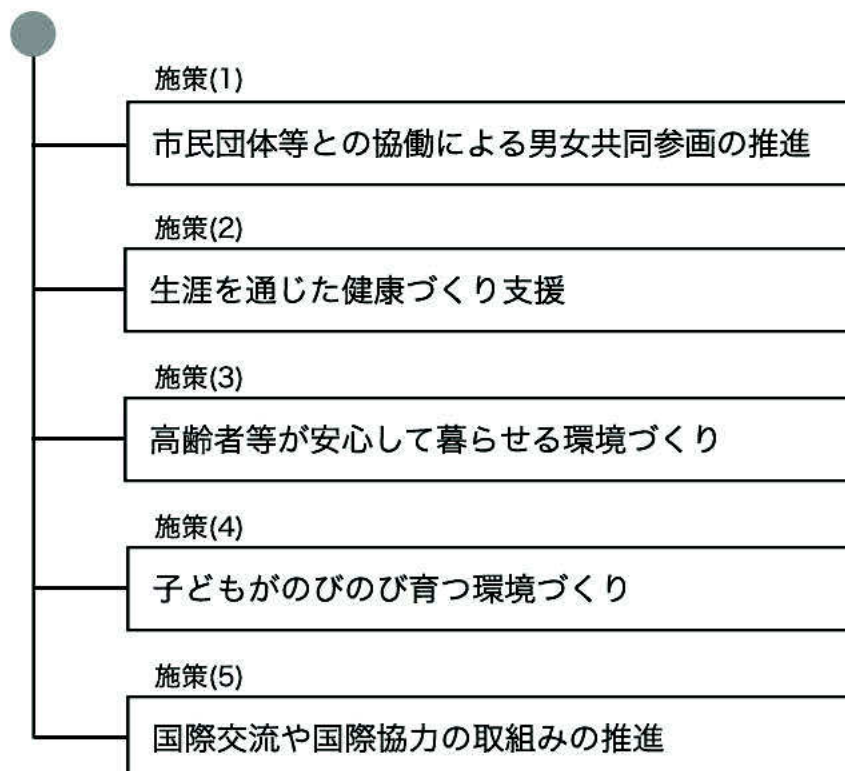 施策(1)
市民団体等との協働による男女共同参画の推進
施策(2)
生涯を通じた健康づくり支援
施策(3)
高齢者等が安心して暮らせる環境づくり
施策(4)
子どもがのびのび育つ環境づくり
施策(5)
国際交流や国際協力の取組みの推進